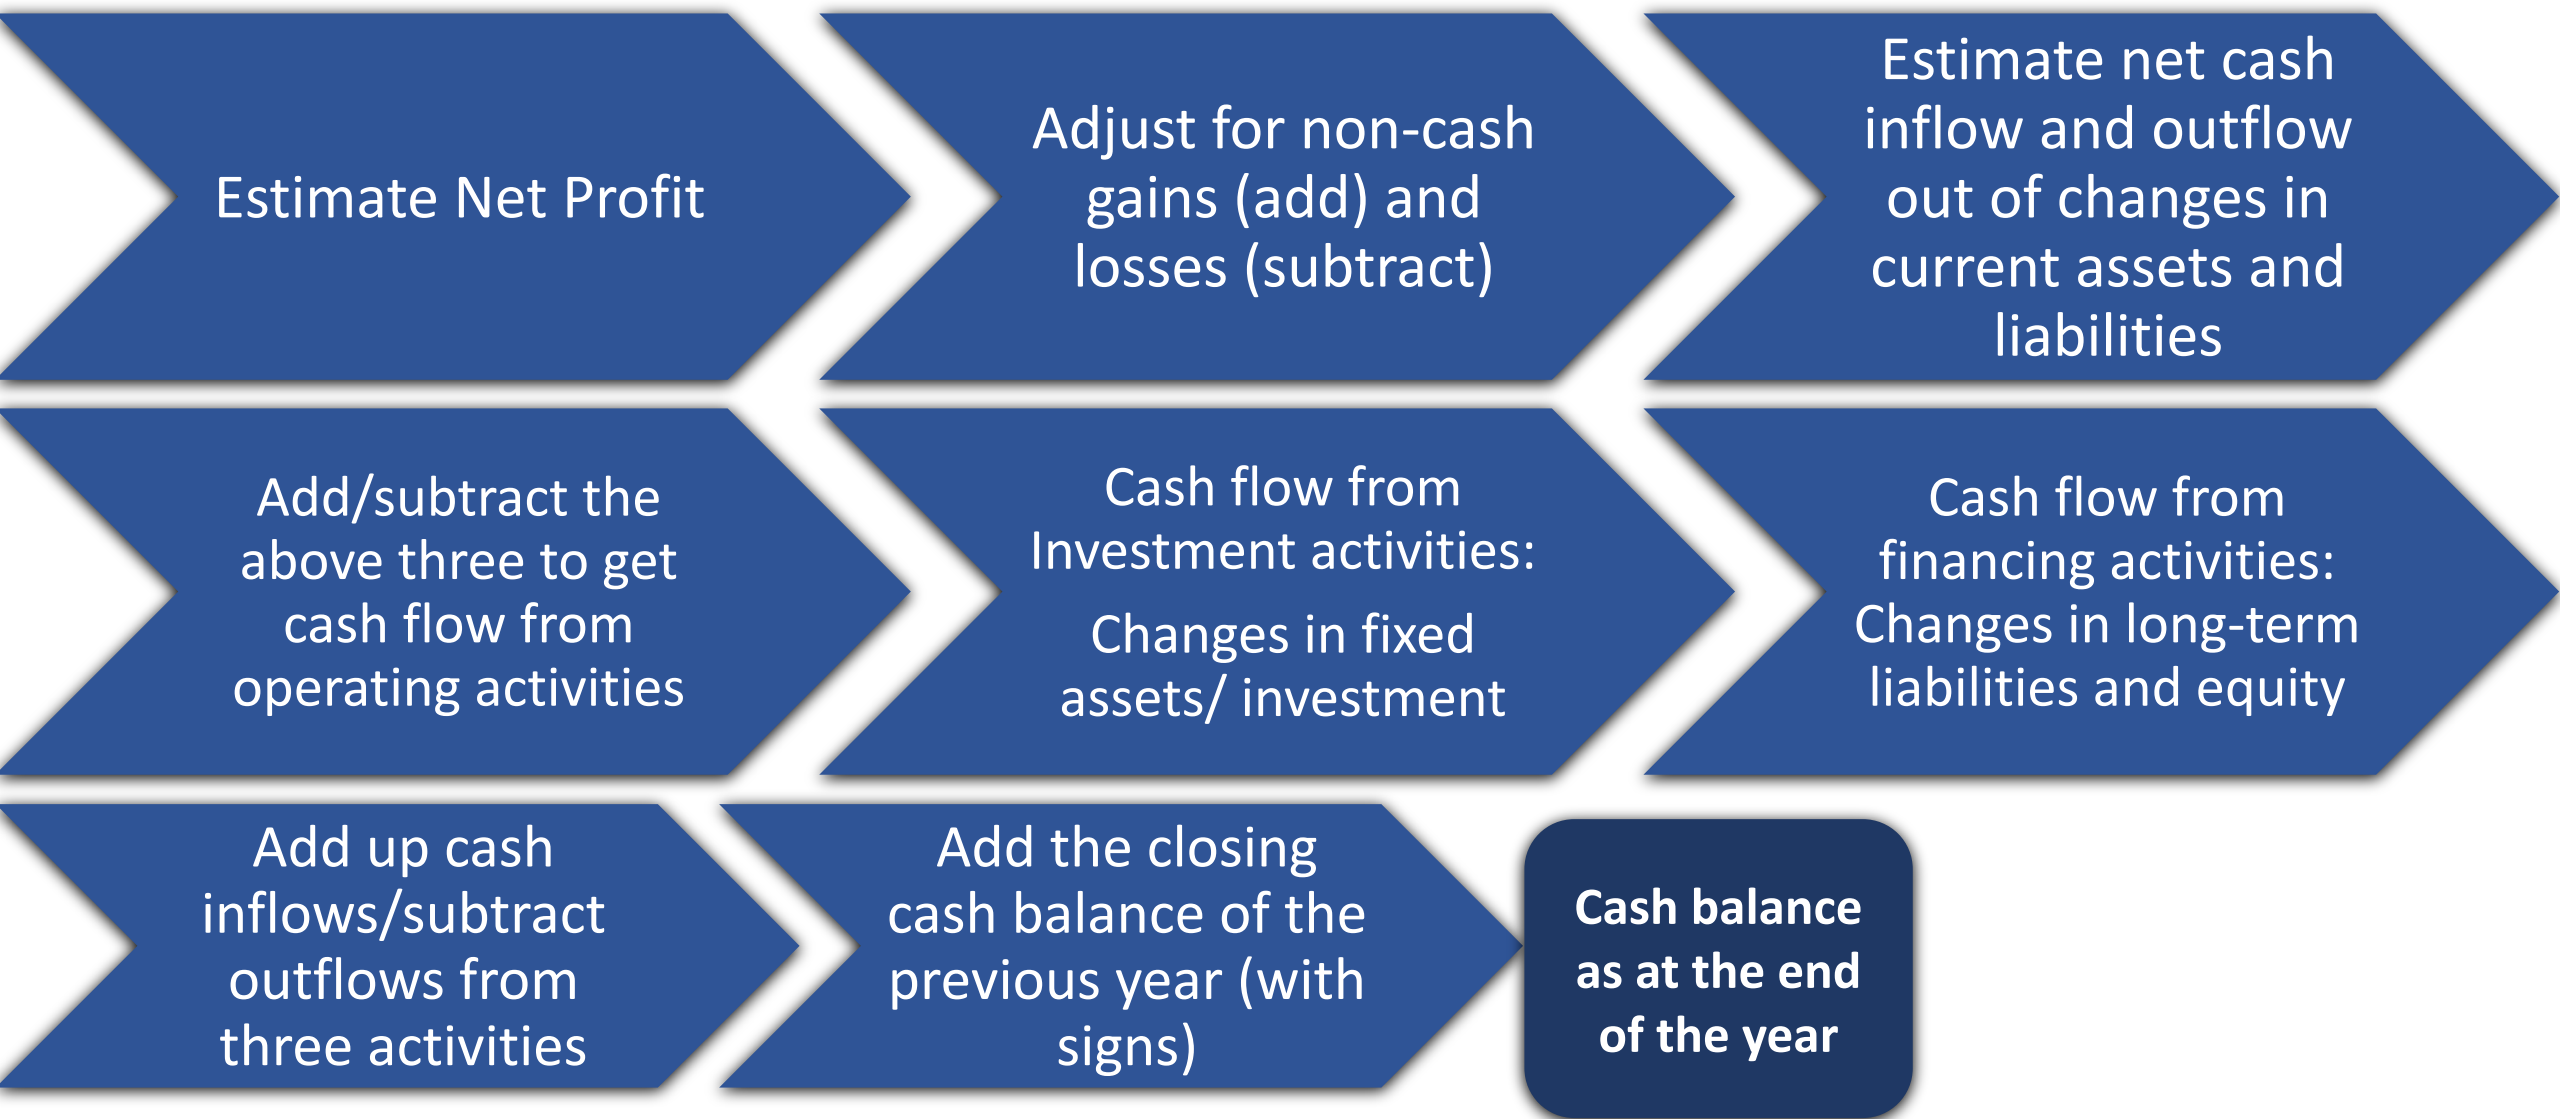 Estimate Net Profit
Adjust for non-cash
gains (add) and
losses (subtract)
Estimate net cash
inflow and outflow
out of changes in
current assets and
liabilities
Add/subtract the
above three to get
cash flow from
operating activities
Cash flow from
Investment activities:
Changes in fixed
assets/ investment
Cash flow from
financing activities:
Changes in long-term
liabilities and equity
Add up cash
inflows/subtract
outflows from
three activities
Add the closing
cash balance of the
previous year (with
signs)
Cash balance
as at the end
of the year